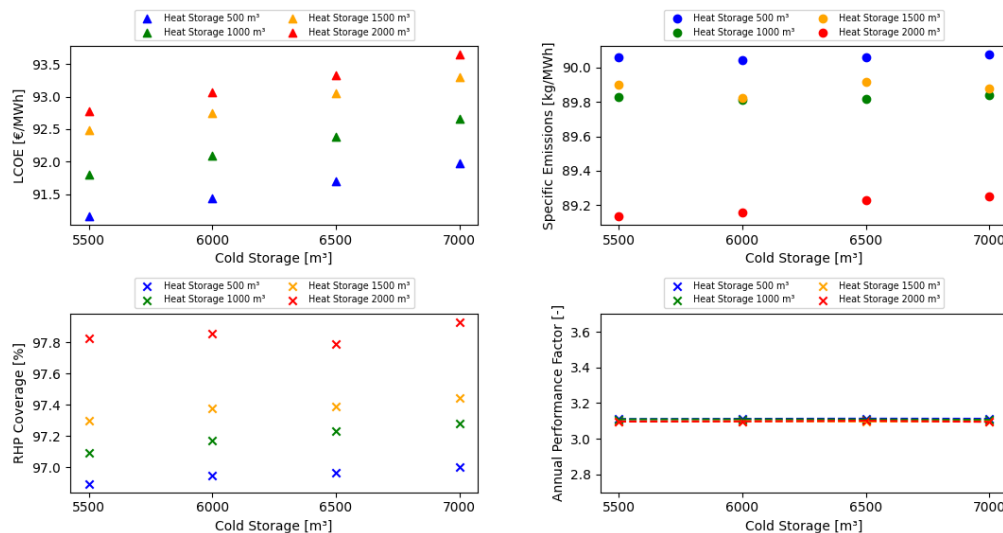 Heat Storage 500 m³ Heat Storage 1500 m³
Heat Storage 1000 m³ Heat Storage 2000 m³
LCOE [€/MWh]
93.5
93.0
92.5
92.0
91.5
5500 6000 6500 7000
Cold Storage [m³]
Heat Storage 500 m³ Heat Storage 1500 m³
Heat Storage 1000 m³ Heat Storage 2000 m³
Specific Emissions [kg/MWh]
90.0
89.8
89.6
89.4
89.2
5500 6000 6500 7000
Cold Storage [m³]
Heat Storage 500 m³ Heat Storage 1500 m³
Heat Storage 1000 m³ Heat Storage 2000 m³
RHP Coverage [%]
97.8
97.6
97.4
97.2
97.0
5500 6000 6500 7000
Cold Storage [m³]
Heat Storage 500 m³ Heat Storage 1500 m³
Heat Storage 1000 m³ Heat Storage 2000 m³
Annual Performance Factor [-]
3.6
3.4
3.2
3.0
2.8
5500 6000 6500 7000
Cold Storage [m³]